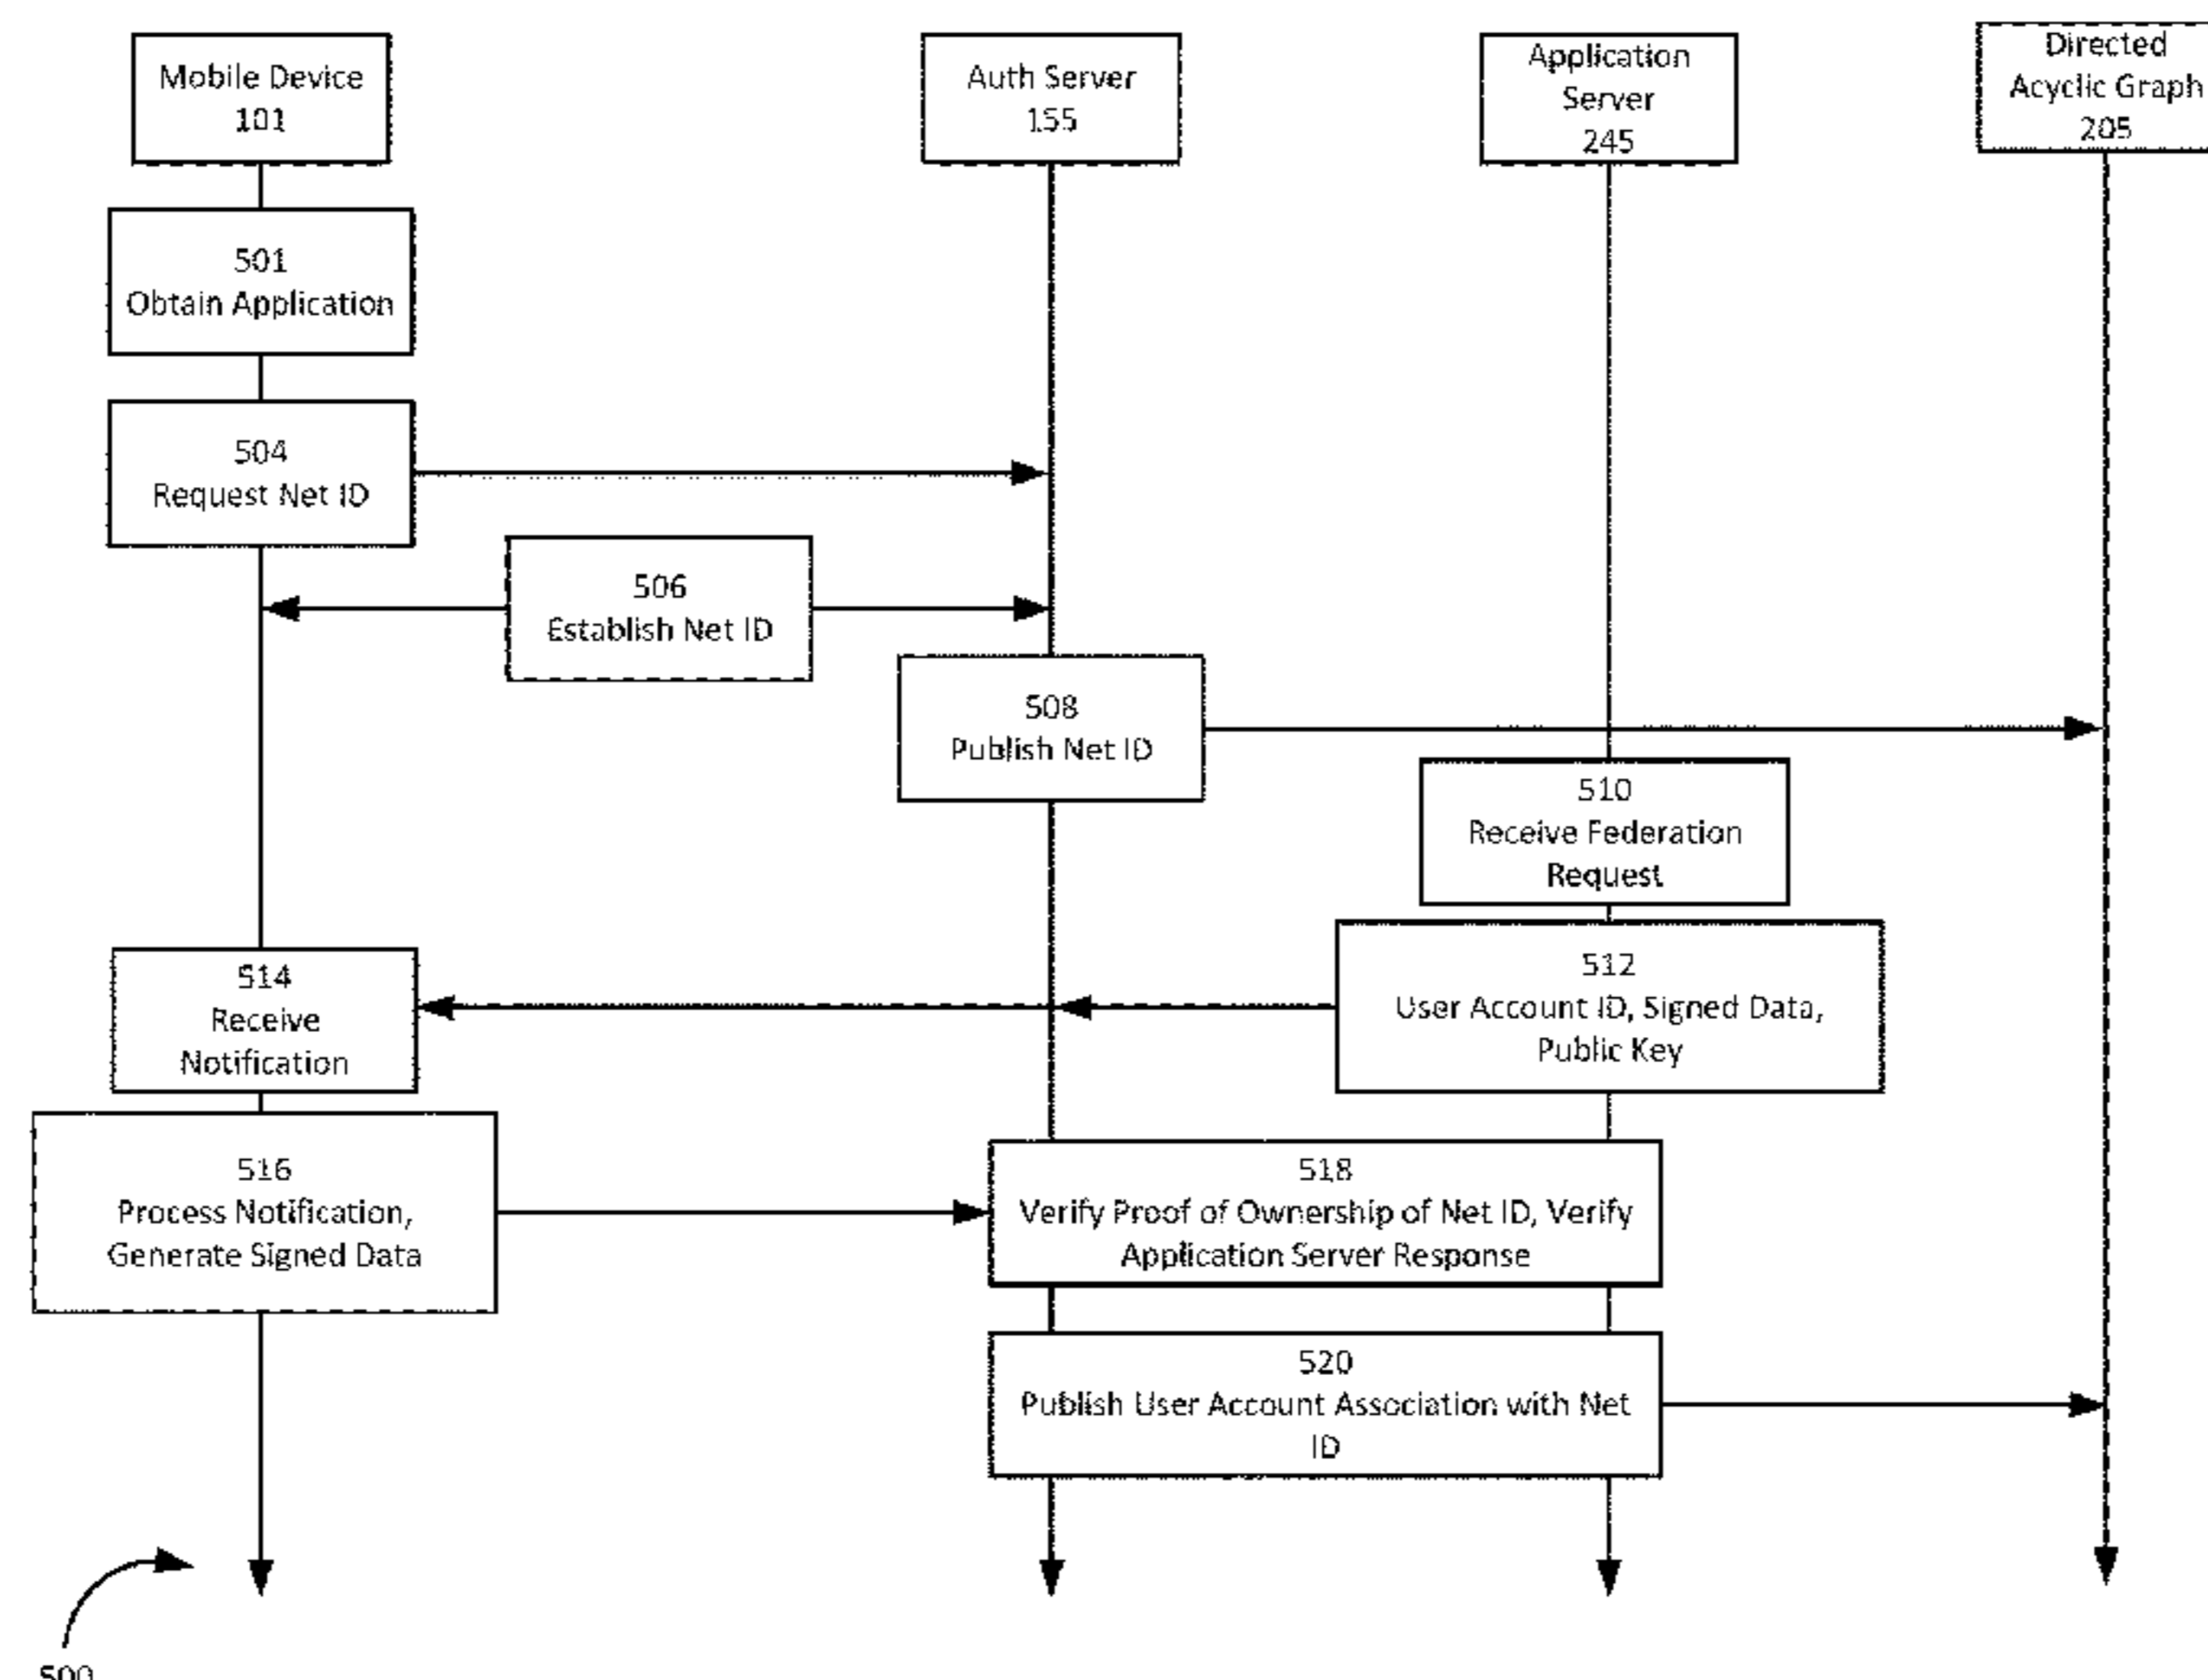 Mobile Device
101
Auth Server
155
Application
Server
245
Directed
Acyclic Graph
205
501
Obtain Application
504
Request Net ID
506
Establish Net ID
508
Publish Net ID
510
Receive Federation
Request
512
User Account ID, Signed Data,
Public Key
514
Receive
Notification
516
Process Notification,
Generate Signed Data
518
Verify Proof of Ownership of Net ID, Verify
Application Server Response
520
Publish User Account Association with Net
ID
500